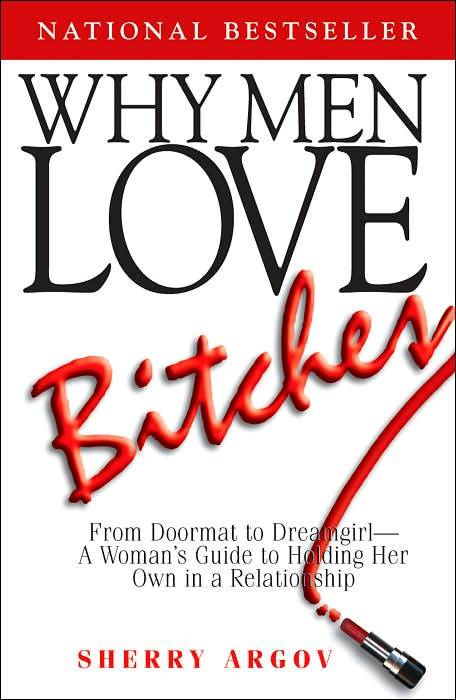 NATIONAL BESTSELLER
WHY MEN
LOVE
Bitches
From Doormat to Dreamgirl—
A Woman's Guide to Holding Her
Own in a Relationship
SHERRY ARGOV